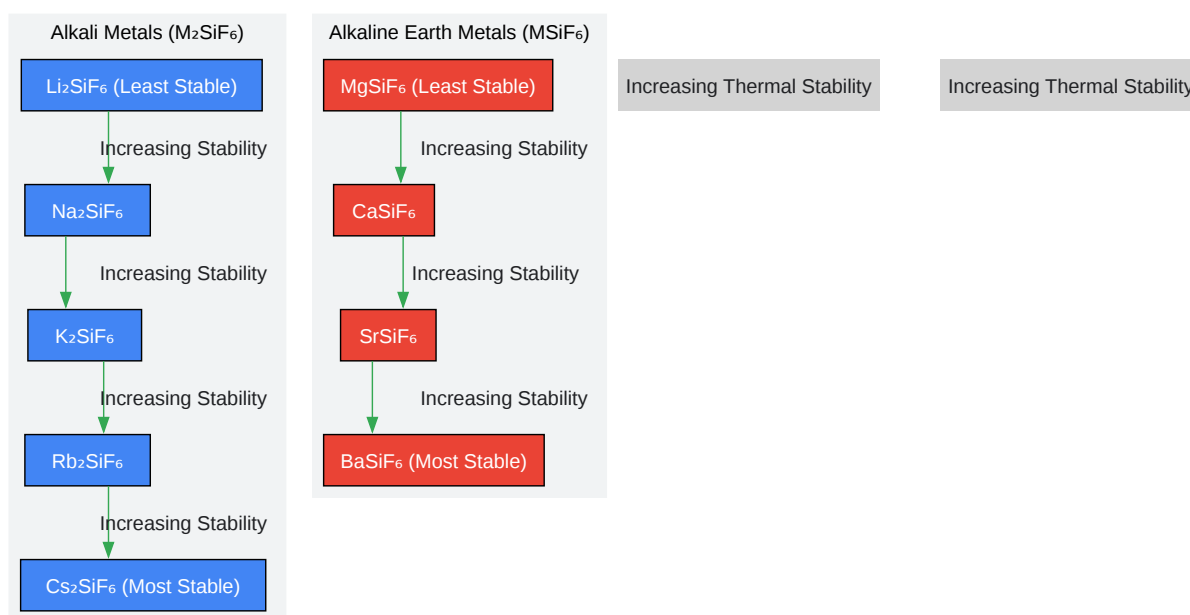 Alkali Metals (M₂SiF₆)
Li₂SiF₆ (Least Stable)
Increasing Stability
Na₂SiF₆
Increasing Stability
K₂SiF₆
Increasing Stability
Rb₂SiF₆
Increasing Stability
Cs₂SiF₆ (Most Stable)
Alkaline Earth Metals (MSiF₆)
MgSiF₆ (Least Stable)
Increasing Stability
CaSiF₆
Increasing Stability
SrSiF₆
Increasing Stability
BaSiF₆ (Most Stable)
Increasing Thermal Stability
Increasing Thermal Stability